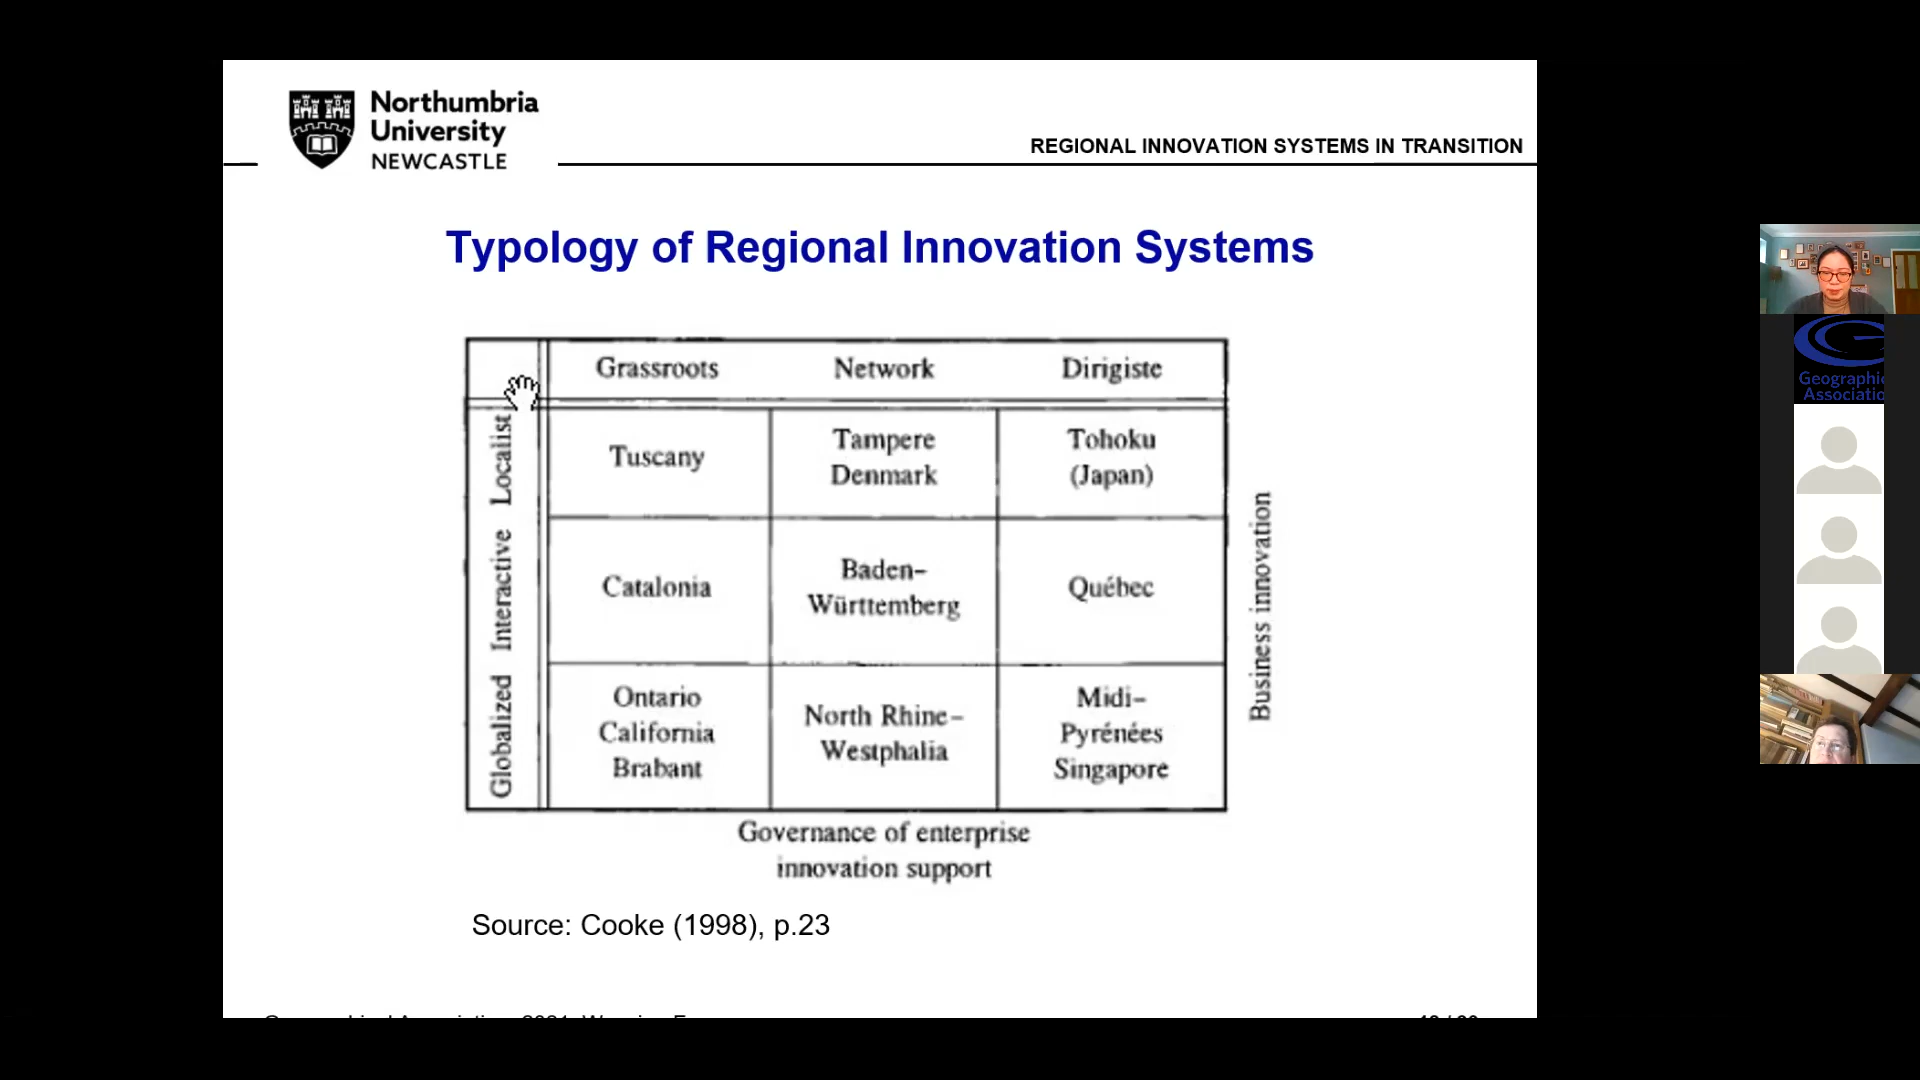 Northumbria
University
NEWCASTLE
REGIONAL INNOVATION SYSTEMS IN TRANSITION
Typology of Regional Innovation Systems
Grassroots Network Dirigiste
Localist
Tuscany
Tampere
Denmark
Tohoku
(Japan)
Interactive
Catalonia
Baden-
Württemberg
Québec
Globalized
Ontario
California
Brabant
North Rhine-
Westphalia
Midi-
Pyrénées
Singapore
Business innovation
Governance of enterprise
innovation support
Source: Cooke (1998), p.23